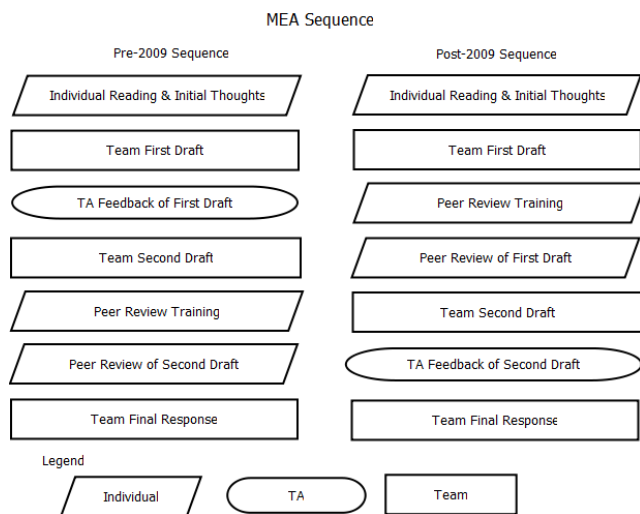 MEA Sequence
Pre-2009 Sequence
Individual Reading & Initial Thoughts
Team First Draft
TA Feedback of First Draft
Team Second Draft
Peer Review Training
Peer Review of Second Draft
Team Final Response
Post-2009 Sequence
Individual Reading & Initial Thoughts
Team First Draft
Peer Review Training
Peer Review of First Draft
Team Second Draft
TA Feedback of Second Draft
Team Final Response
Legend
Individual
TA
Team